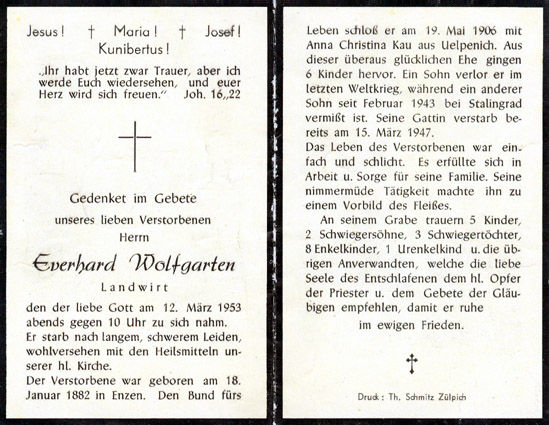 Jesus! † Maria! † Josef!
Kunibertus!
„Ihr habt jetzt zwar Trauer, aber ich
werde Euch wiedersehen, und euer
Herz wird sich freuen.“ Joh. 16,,22
Gedenket im Gebete
unseres lieben Verstorbenen
Herrn
Everhard Wolfgarten
Landwirt
den der liebe Gott am 12. März 1953
abends gegen 10 Uhr zu sich nahm.
Er starb nach langem, schwerem Leiden,
wohlversehen mit den Heilsmitteln un-
serer hl. Kirche.
Der Verstorbene war geboren am 18.
Januar 1882 in Enzen. Den Bund fürs
Leben schloß er am 19. Mai 1906 mit
Anna Christina Kau aus Uelpenich. Aus
dieser überaus glücklichen Ehe gingen
6 Kinder hervor. Ein Sohn verlor er im
letzten Weltkrieg, während ein anderer
Sohn seit Februar 1943 bei Stalingrad
vermißt ist. Seine Gattin verstarb be-
reits am 15. März 1947.
Das Leben des Verstorbenen war ein-
fach und schlicht. Es erfüllte sich in
Arbeit u. Sorge für seine Familie. Seine
nimmermüde Tätigkeit machte ihn zu
einem Vorbild des Fleißes.
An seinem Grabe trauern 5 Kinder,
2 Schwiegersöhne, 3 Schwiegertöchter,
8 Enkelkinder, 1 Urenkelkind u. die üb-
rigen Anverwandten, welche die liebe
Seele des Entschlafenen dem hl. Opfer
der Priester u. dem Gebete der Gläu-
bigen empfehlen, damit er ruhe
im ewigen Frieden.
Druck: Th. Schmitz Zülpich